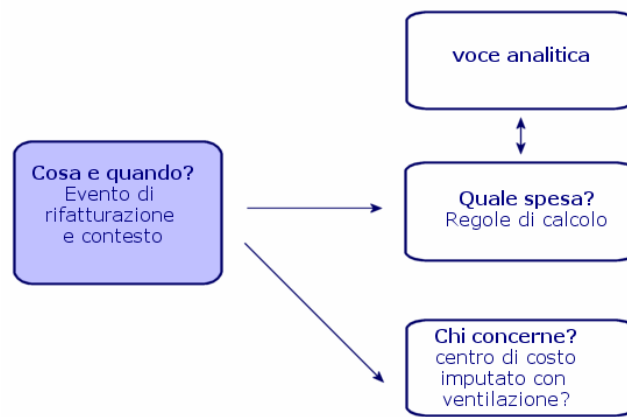 voce analitica
Cosa e quando?
Evento di
rifatturazione
e contesto
Quale spesa?
Regole di calcolo
Chi concerne?
centro di costo
imputato con
ventilazione?